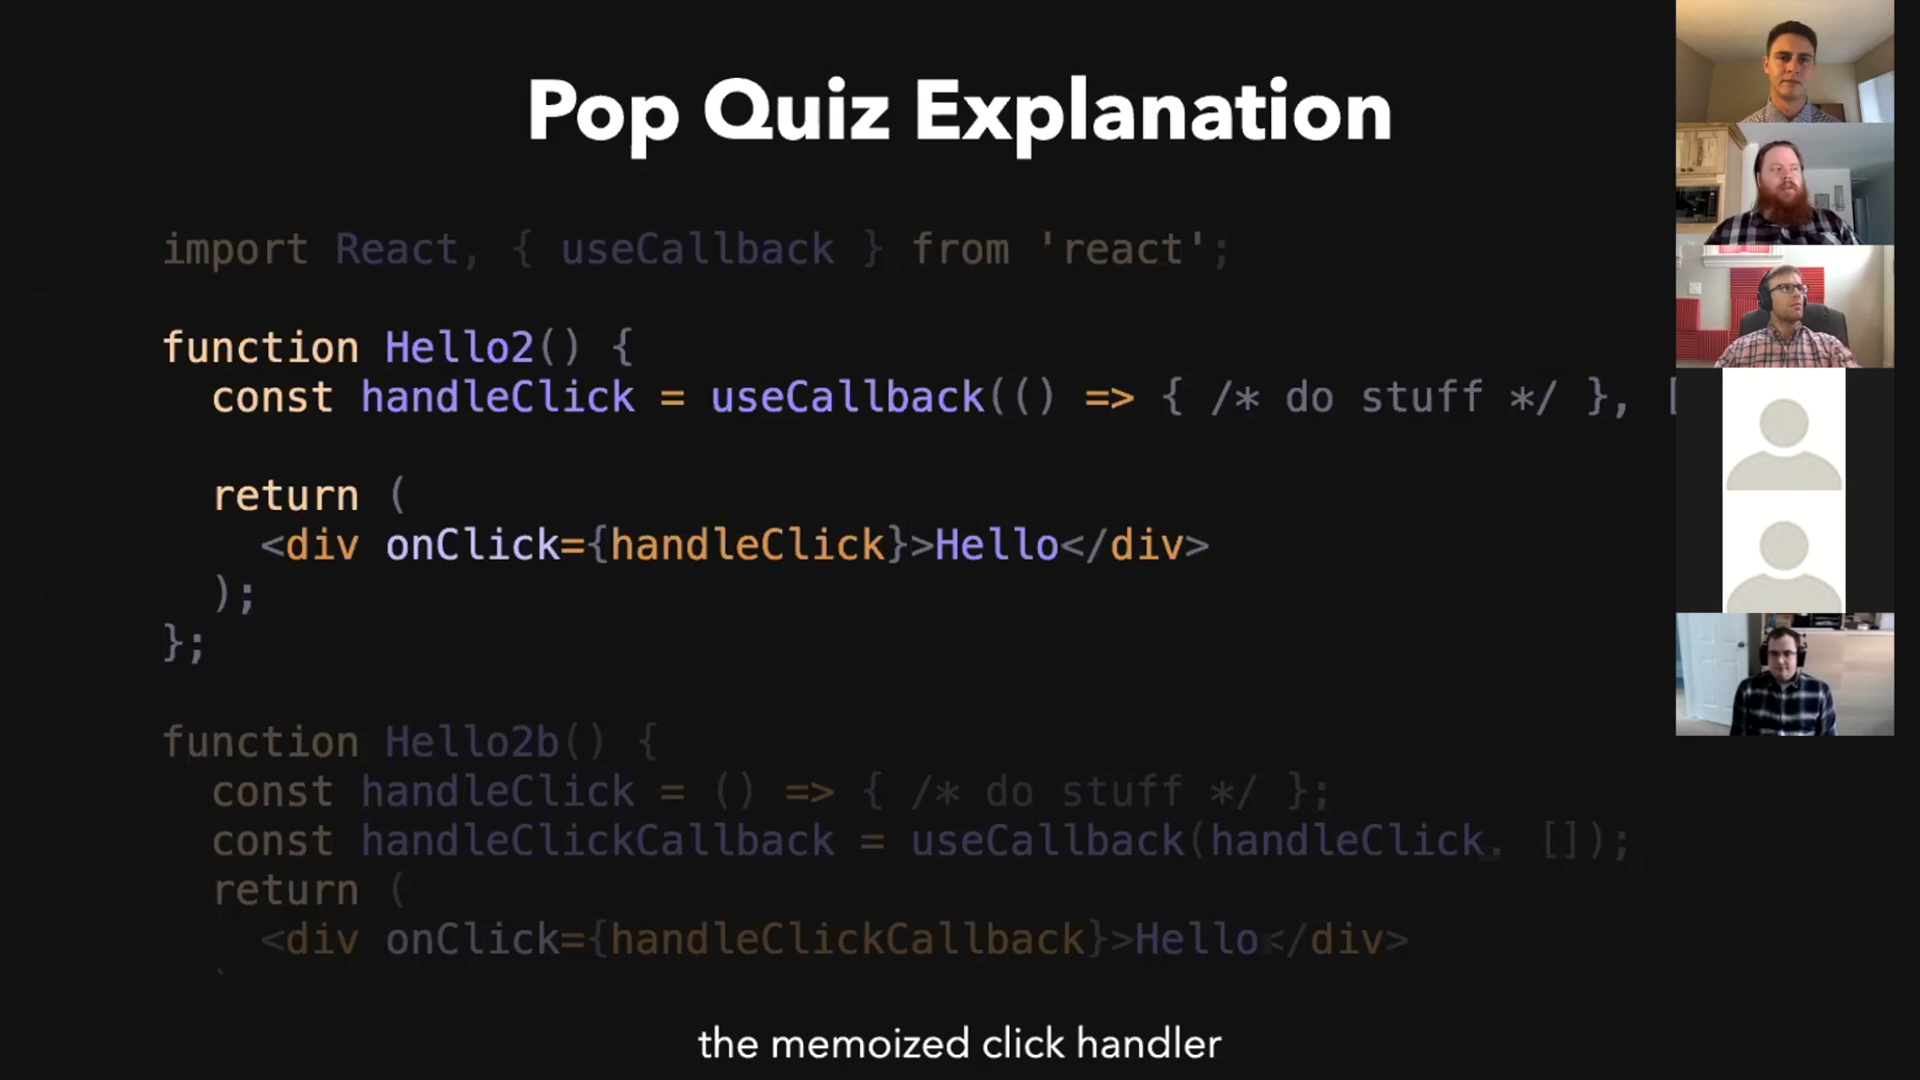 Pop Quiz Explanation
import React, { useCallback } from 'react';
function Hello2() {
const handleClick = useCallback(() => { /* do stuff */ }, [
return (
<div onClick={handleClick}>Hello</div>
);
};
function Hello2b() {
const handleClick = () => { /* do stuff */ };
const handleClickCallback = useCallback(handleClick, []);
return (
<div onClick={handleClickCallback}>Hello</div>
the memoized click handler